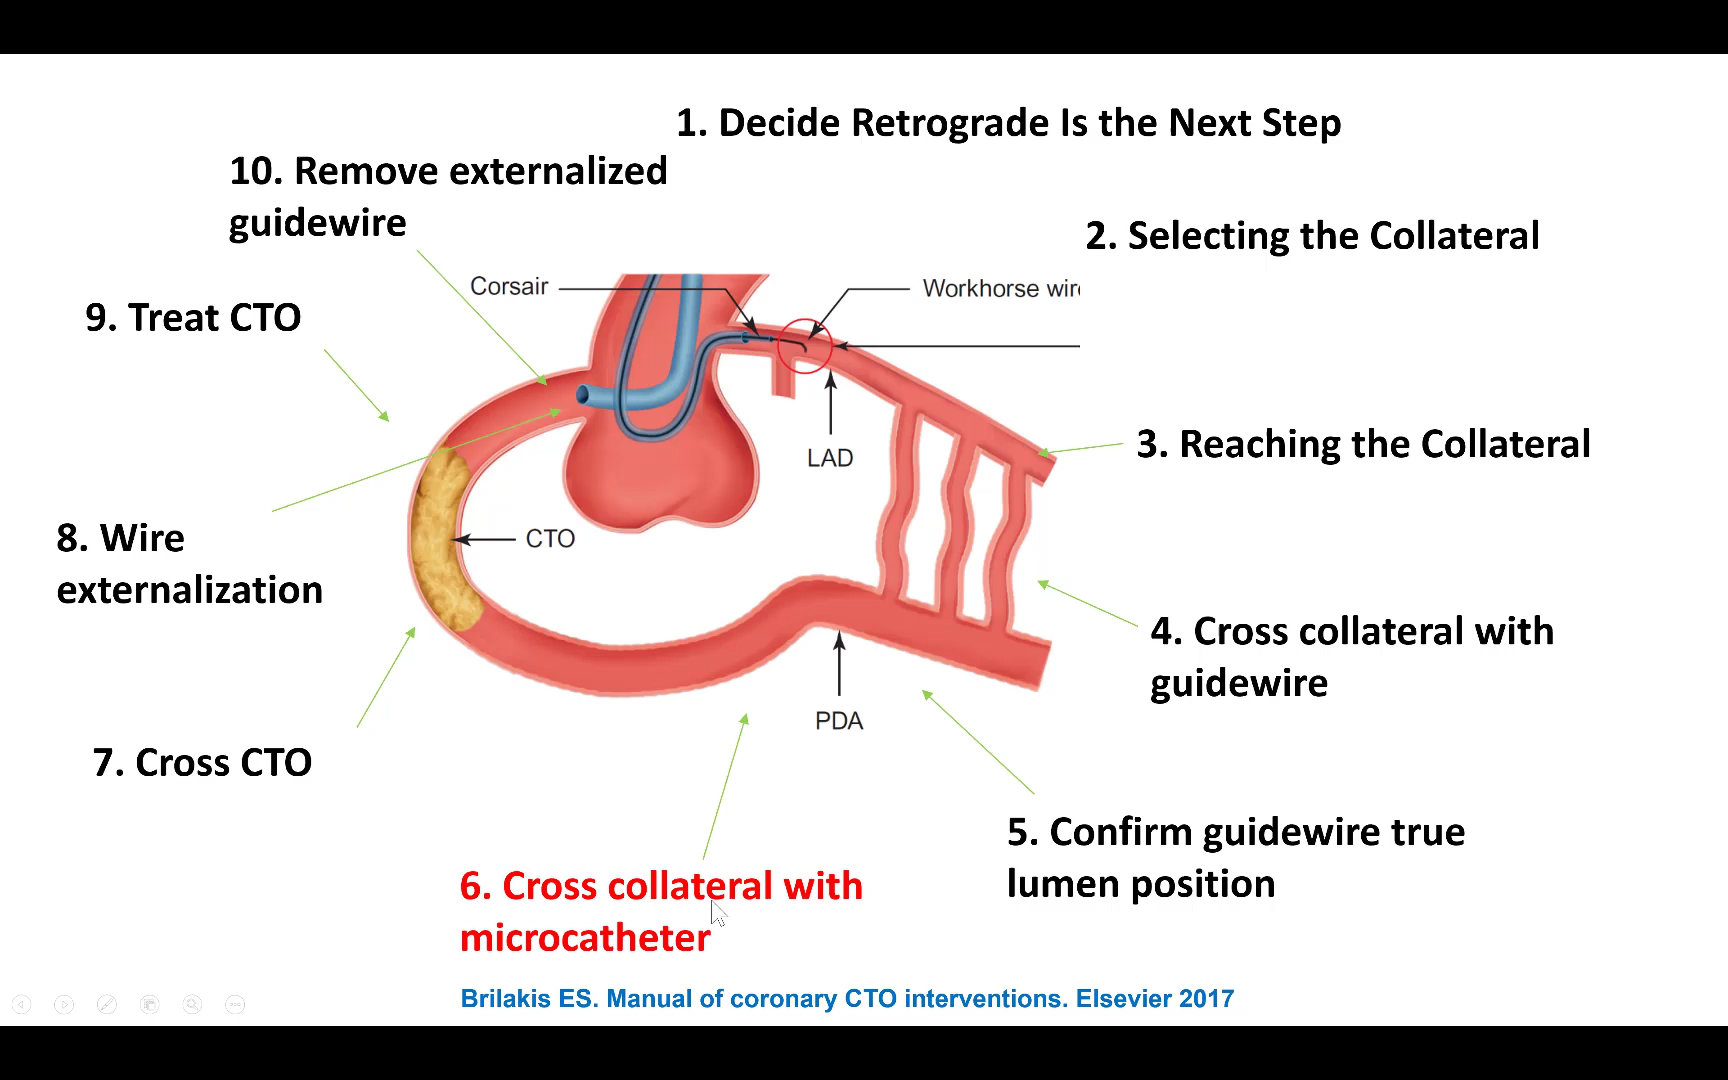 1. Decide Retrograde Is the Next Step
10. Remove externalized
guidewire
2. Selecting the Collateral
Corsair
Workhorse wire
9. Treat CTO
3. Reaching the Collateral
LAD
8. Wire
externalization
CTO
4. Cross collateral with
guidewire
PDA
7. Cross CTO
5. Confirm guidewire true
lumen position
6. Cross collateral with
microcatheter
Brilakis ES. Manual of coronary CTO interventions. Elsevier 2017